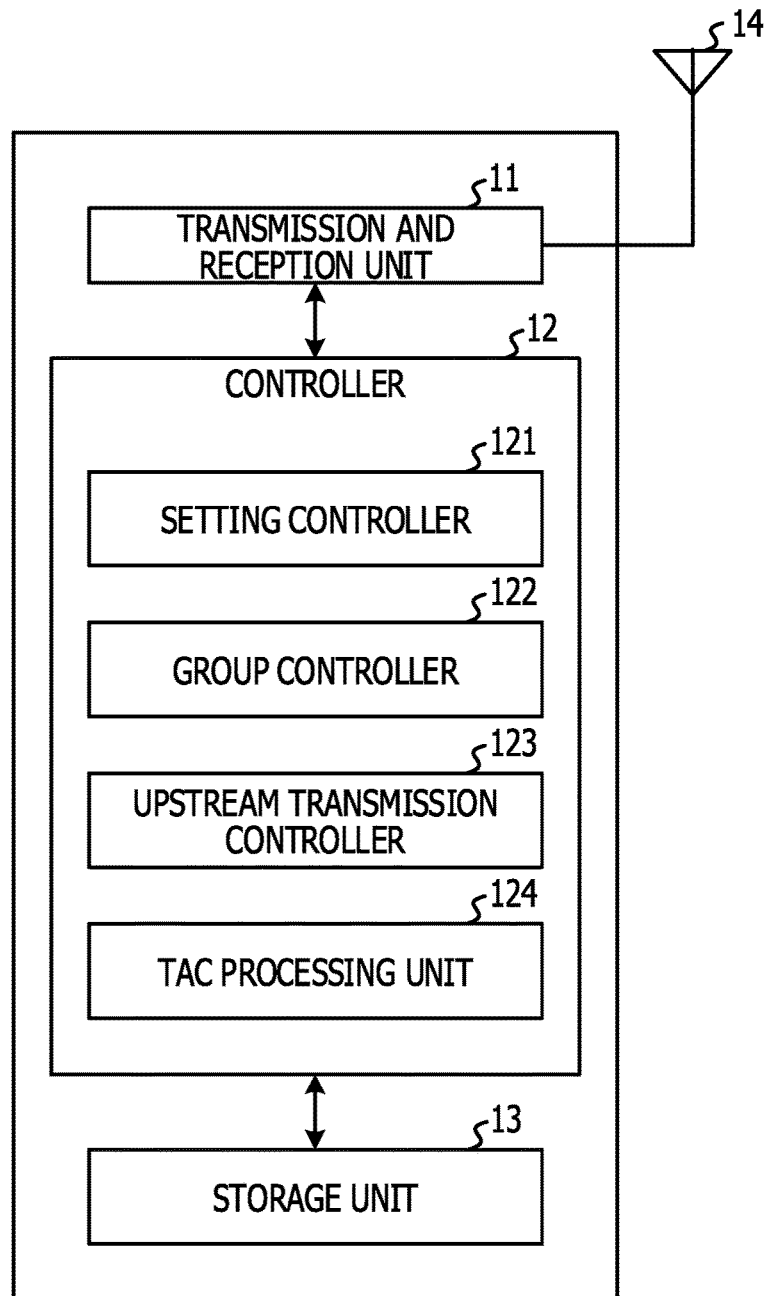 14
11
TRANSMISSION AND
RECEPTION UNIT
12
CONTROLLER
121
SETTING CONTROLLER
122
GROUP CONTROLLER
123
UPSTREAM TRANSMISSION
CONTROLLER
124
TAC PROCESSING UNIT
13
STORAGE UNIT